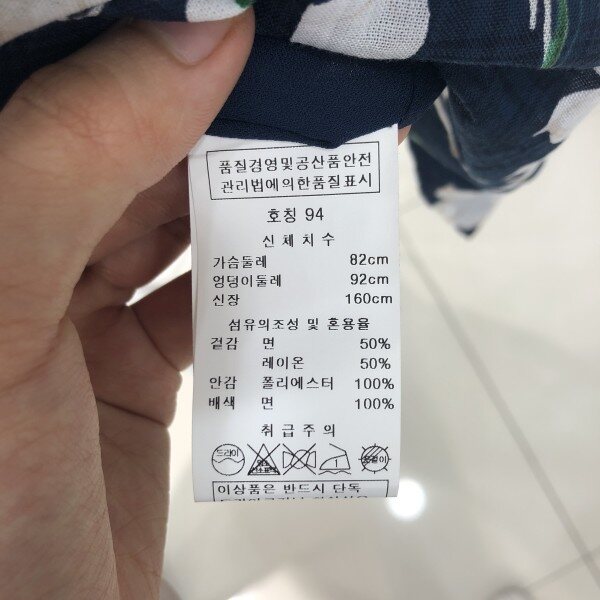 품질경영및공산품안전
관리법에의한품질표시
호칭 94
신 체 치 수
가슴둘레 82cm
엉덩이둘레 92cm
신장 160cm
섬유의조성 및 혼용율
겉감 면 50%
레이온 50%
안감 폴리에스터 100%
배색 면 100%
취 급 주 의
드라이
옷걸이
이상품은 반드시 단독